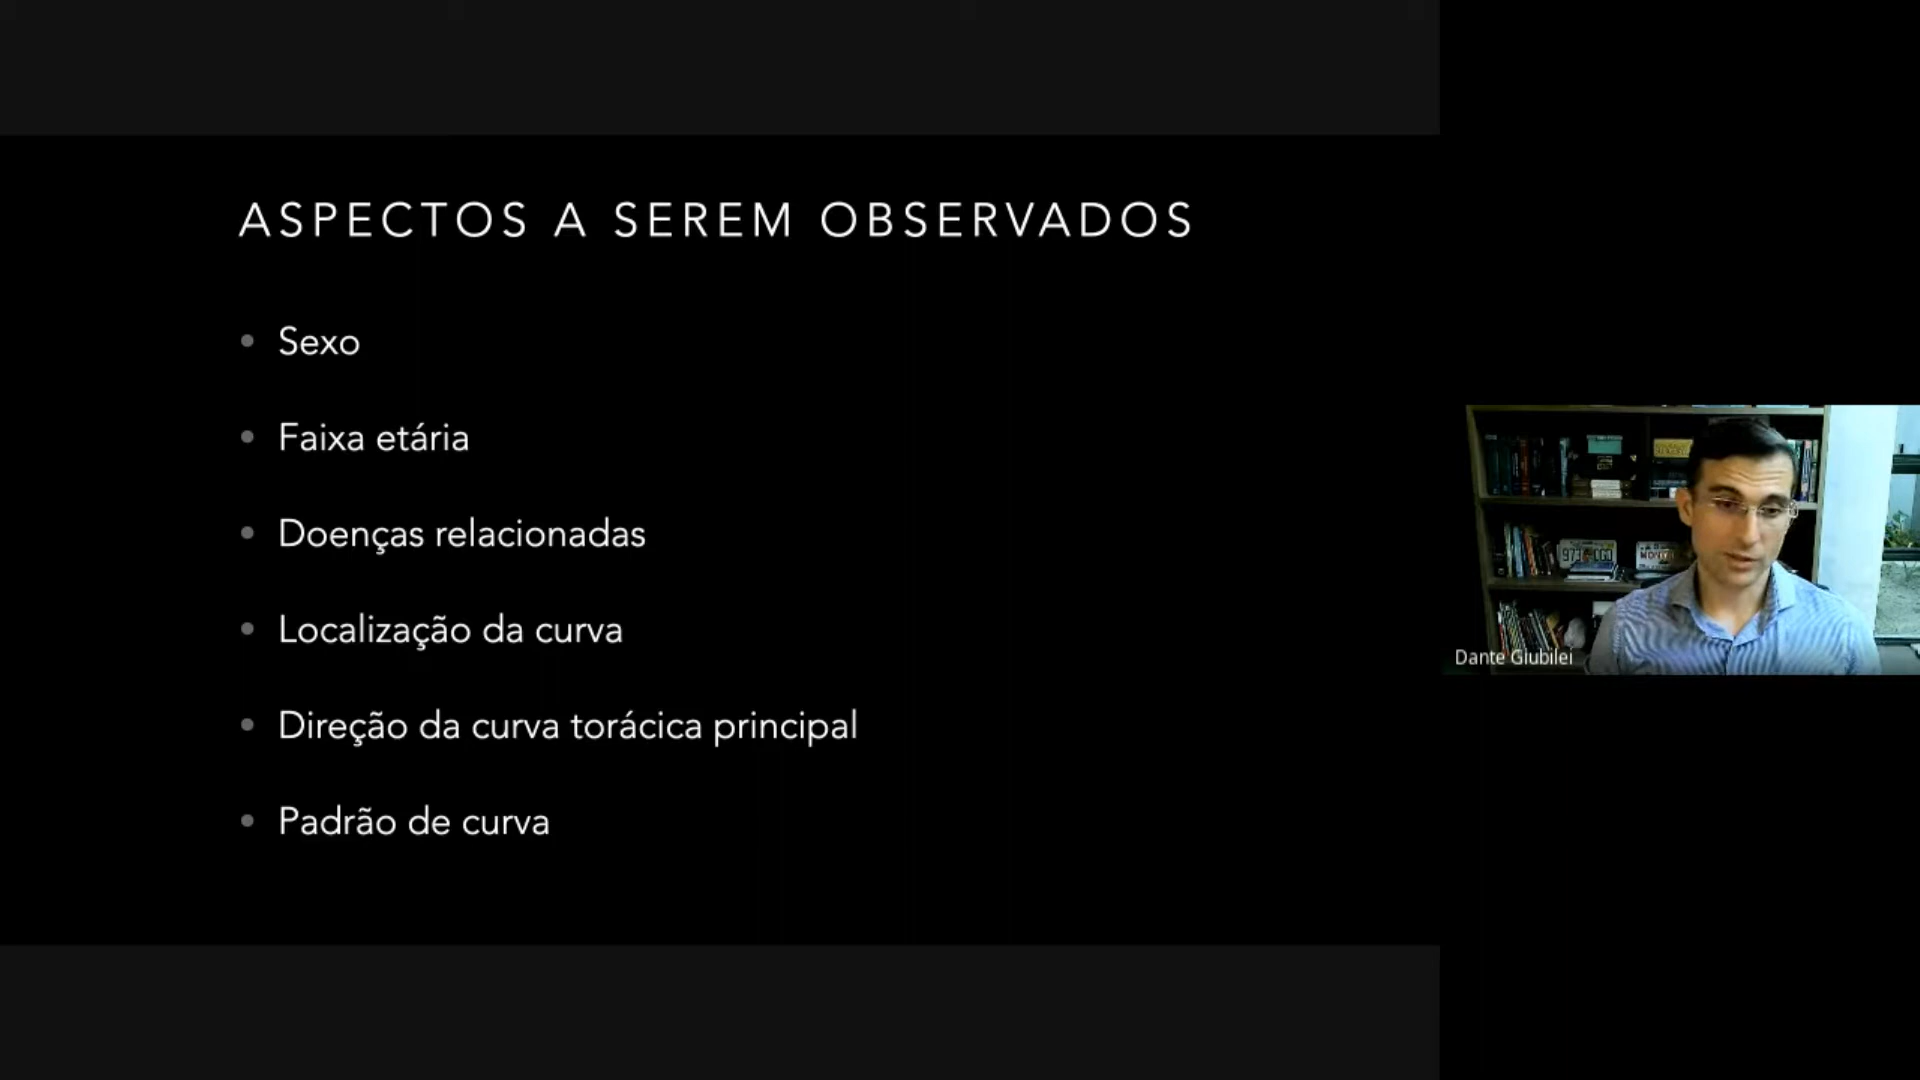 ASPECTOS A SEREM OBSERVADOS
Sexo
Faixa etária
Doenças relacionadas
Localização da curva
Direção da curva torácica principal
Padrão de curva
Dante Giubilei